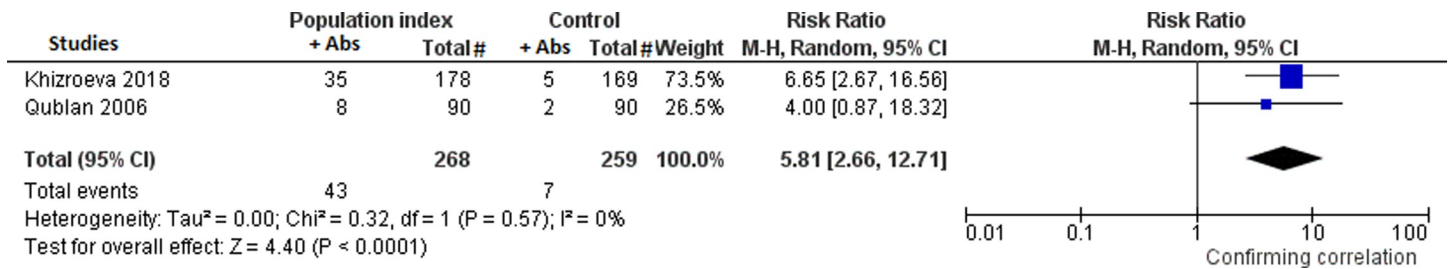 Population index Control Risk Ratio Risk Ratio
Studies + Abs Total # + Abs Total # Weight M-H, Random, 95% CI M-H, Random, 95% CI
Khizroeva 2018 35 178 5 169 73.5% 6.65 [2.67, 16.56]
Qublan 2006 8 90 2 90 26.5% 4.00 [0.87, 18.32]
Total (95% CI) 268 259 100.0% 5.81 [2.66, 12.71]
Total events 43 7
Heterogeneity: Tau² = 0.00; Chi² = 0.32, df = 1 (P = 0.57); I² = 0%
Test for overall effect: Z = 4.40 (P < 0.0001)
0.01 0.1 1 10 100
Confirming correlation